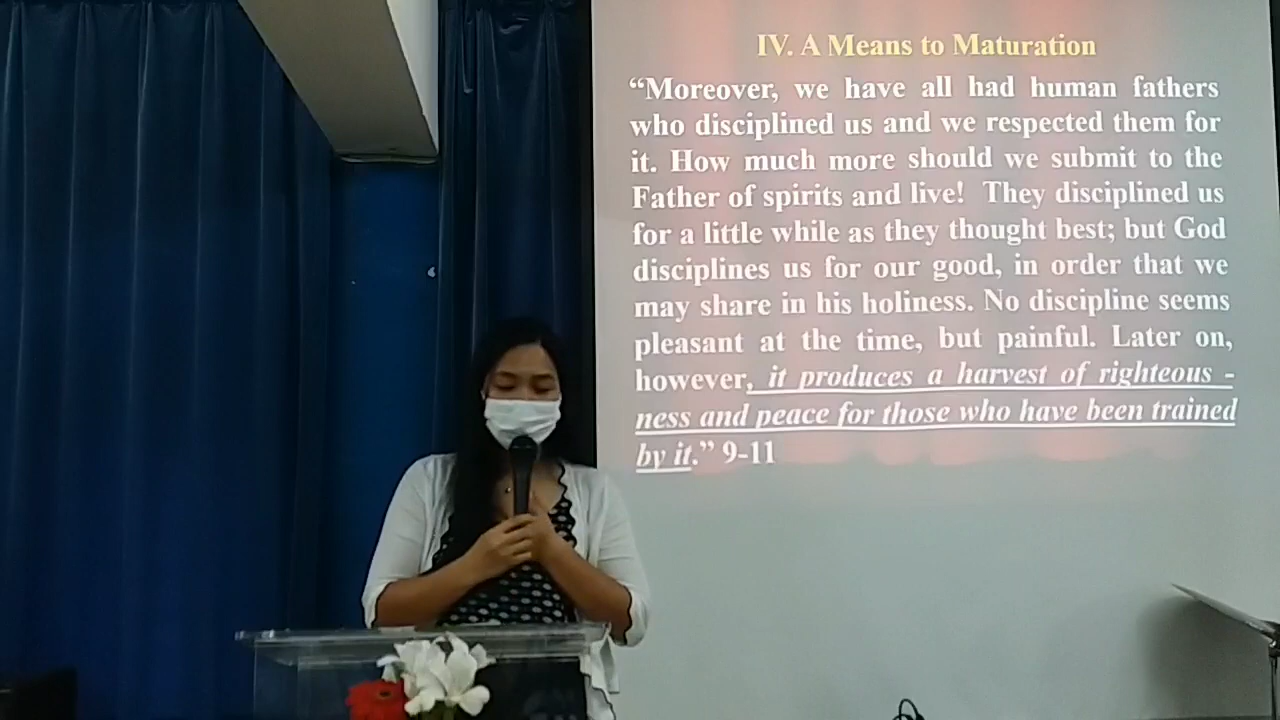 IV. A Means to Maturation
“Moreover, we have all had human fathers
who disciplined us and we respected them for
it. How much more should we submit to the
Father of spirits and live! They disciplined us
for a little while as they thought best; but God
disciplines us for our good, in order that we
may share in his holiness. No discipline seems
pleasant at the time, but painful. Later on,
however, it produces a harvest of righteous -
ness and peace for those who have been trained
by it.” 9-11